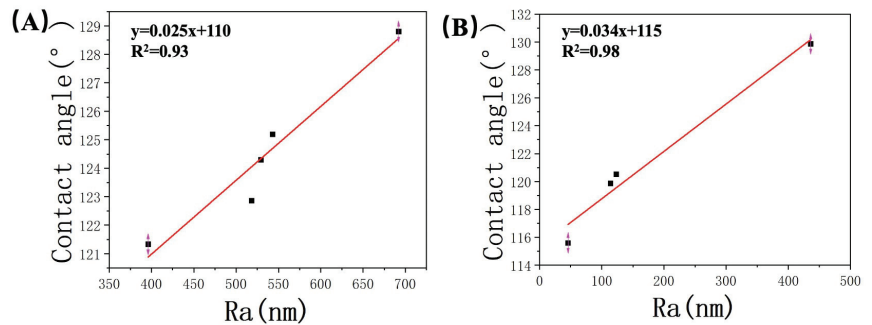 (A)
y=0.025x+110
R²=0.93
Contact angle(°)
129
128
127
126
125
124
123
122
121
350 400 450 500 550 600 650 700
Ra(nm)
(B)
y=0.034x+115
R²=0.98
Contact angle(°)
132
130
128
126
124
122
120
118
116
114
0 100 200 300 400 500
Ra(nm)